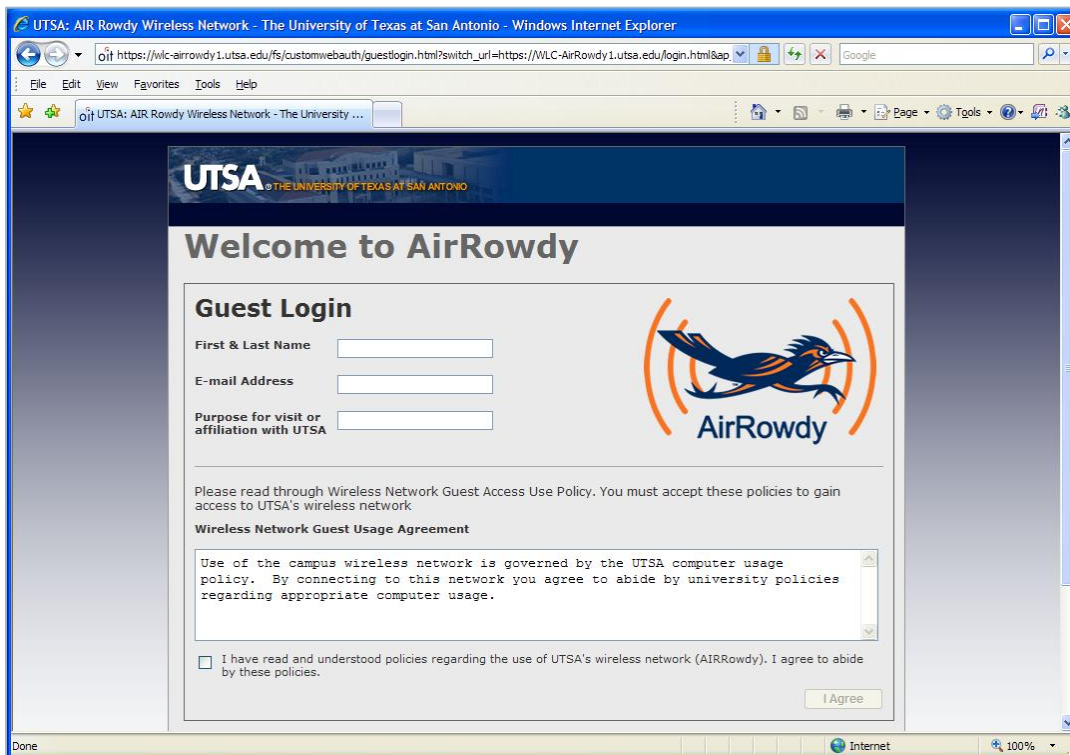 UTSA: AIR Rowdy Wireless Network - The University of Texas at San Antonio - Windows Internet Explorer
https://wlc-airrowdy1.utsa.edu/fs/customwebauth/guestlogin.html?switch_url=https://WLC-AirRowdy1.utsa.edu/login.html&ap
Google
File Edit View Favorites Tools Help
oit UTSA: AIR Rowdy Wireless Network - The University ...
Page Tools
UTSA® THE UNIVERSITY OF TEXAS AT SAN ANTONIO
Welcome to AirRowdy
Guest Login
First & Last Name
E-mail Address
Purpose for visit or
affiliation with UTSA
AirRowdy
Please read through Wireless Network Guest Access Use Policy. You must accept these policies to gain
access to UTSA's wireless network
Wireless Network Guest Usage Agreement
Use of the campus wireless network is governed by the UTSA computer usage
policy. By connecting to this network you agree to abide by university policies
regarding appropriate computer usage.
I have read and understood policies regarding the use of UTSA's wireless network (AIRRowdy). I agree to abide
by these policies.
I Agree
Done
Internet
100%